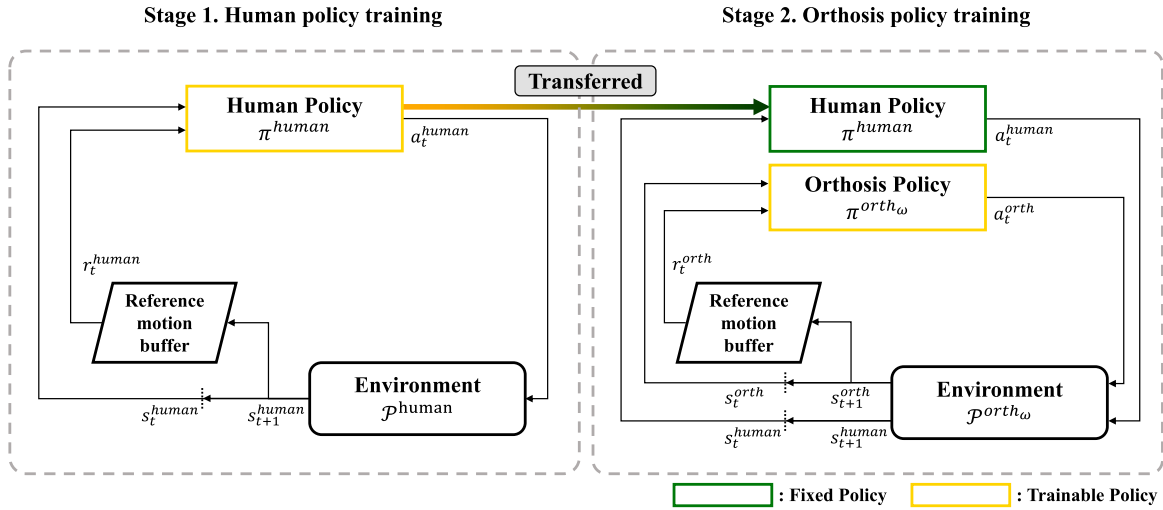 Stage 1. Human policy training
Stage 2. Orthosis policy training
Transferred
Human Policy
π^human
a_t^human
r_t^human
Reference
motion
buffer
Environment
𝒫^human
s_t^human
s_{t+1}^human
Human Policy
π^human
a_t^human
Orthosis Policy
π^{orth_ω}
a_t^orth
r_t^orth
Reference
motion
buffer
Environment
𝒫^{orth_ω}
s_t^orth
s_{t+1}^orth
s_t^human
s_{t+1}^human
: Fixed Policy
: Trainable Policy